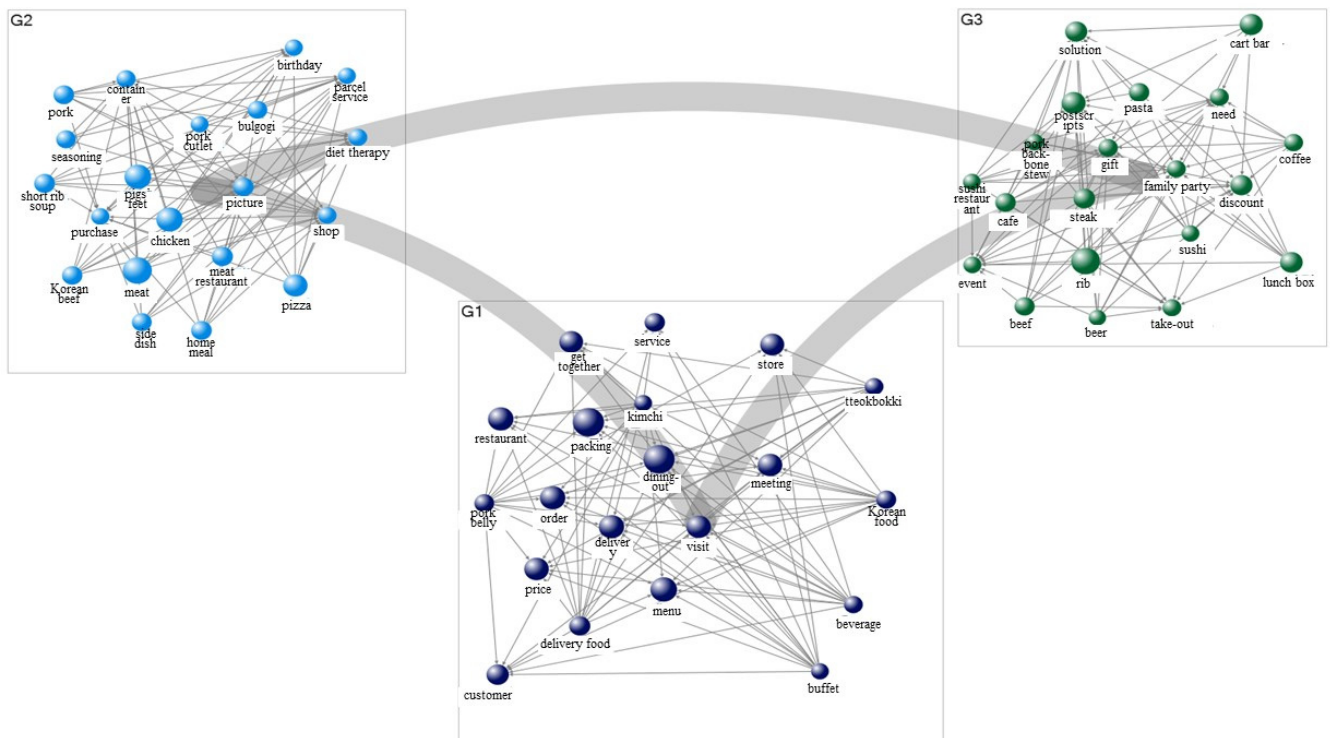 G2
birthday
contain
er
parcel
service
pork
bulgogi
pork
cutlet
seasoning
diet therapy
short rib
soup
pigs'
feet
picture
purchase
chicken
shop
Korean
beef
meat
meat
restaurant
pizza
side
dish
home
meal
G3
solution
cart bar
postscr
ipts
pasta
need
pork
back-
bone
stew
gift
coffee
sushi
restaur
ant
family party
cafe
steak
discount
sushi
event
rib
lunch box
beef
beer
take-out
G1
service
get
together
store
tteokbokki
kimchi
restaurant
packing
dining-
out
meeting
pork
belly
order
Korean
food
deliver
y
visit
price
menu
beverage
delivery food
customer
buffet